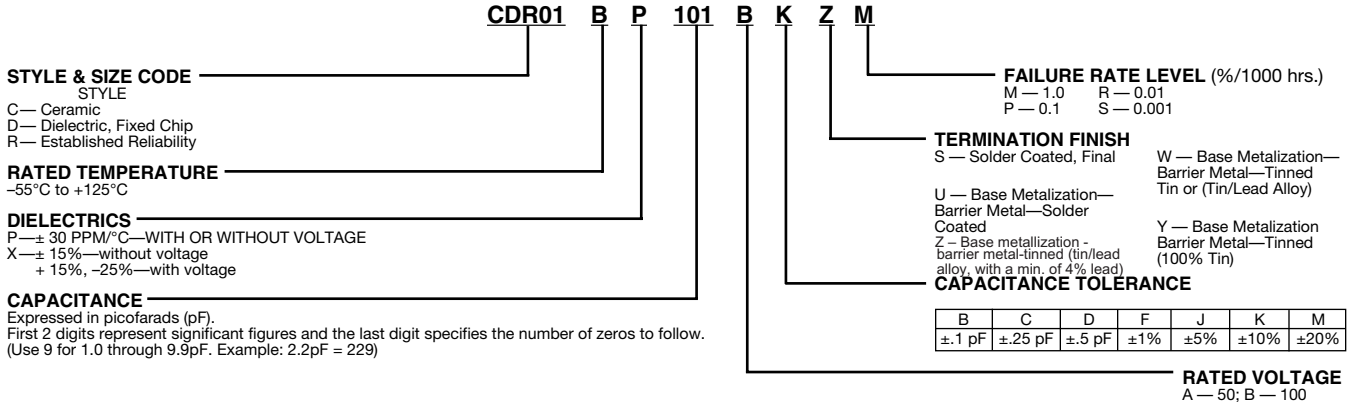 CDR01 B P 101 B K Z M
STYLE & SIZE CODE
STYLE
C— Ceramic
D— Dielectric, Fixed Chip
R— Established Reliability
RATED TEMPERATURE
–55°C to +125°C
DIELECTRICS
P—± 30 PPM/°C—WITH OR WITHOUT VOLTAGE
X—± 15%—without voltage
+ 15%, –25%—with voltage
CAPACITANCE
Expressed in picofarads (pF).
First 2 digits represent significant figures and the last digit specifies the number of zeros to follow.
(Use 9 for 1.0 through 9.9pF. Example: 2.2pF = 229)
FAILURE RATE LEVEL (%/1000 hrs.)
M — 1.0 R — 0.01
P — 0.1 S — 0.001
TERMINATION FINISH
S — Solder Coated, Final
U — Base Metalization—
Barrier Metal—Solder
Coated
Z – Base metallization -
barrier metal-tinned (tin/lead
alloy, with a min. of 4% lead)
W — Base Metalization—
Barrier Metal—Tinned
Tin or (Tin/Lead Alloy)
Y — Base Metalization
Barrier Metal—Tinned
(100% Tin)
CAPACITANCE TOLERANCE
B C D F J K M
±.1 pF ±.25 pF ±.5 pF ±1% ±5% ±10% ±20%
RATED VOLTAGE
A — 50; B — 100